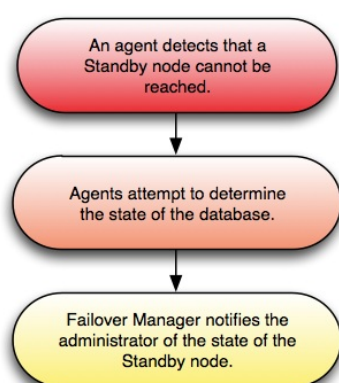 An agent detects that a
Standby node cannot be
reached.
Agents attempt to determine
the state of the database.
Failover Manager notifies the
administrator of the state of the
Standby node.